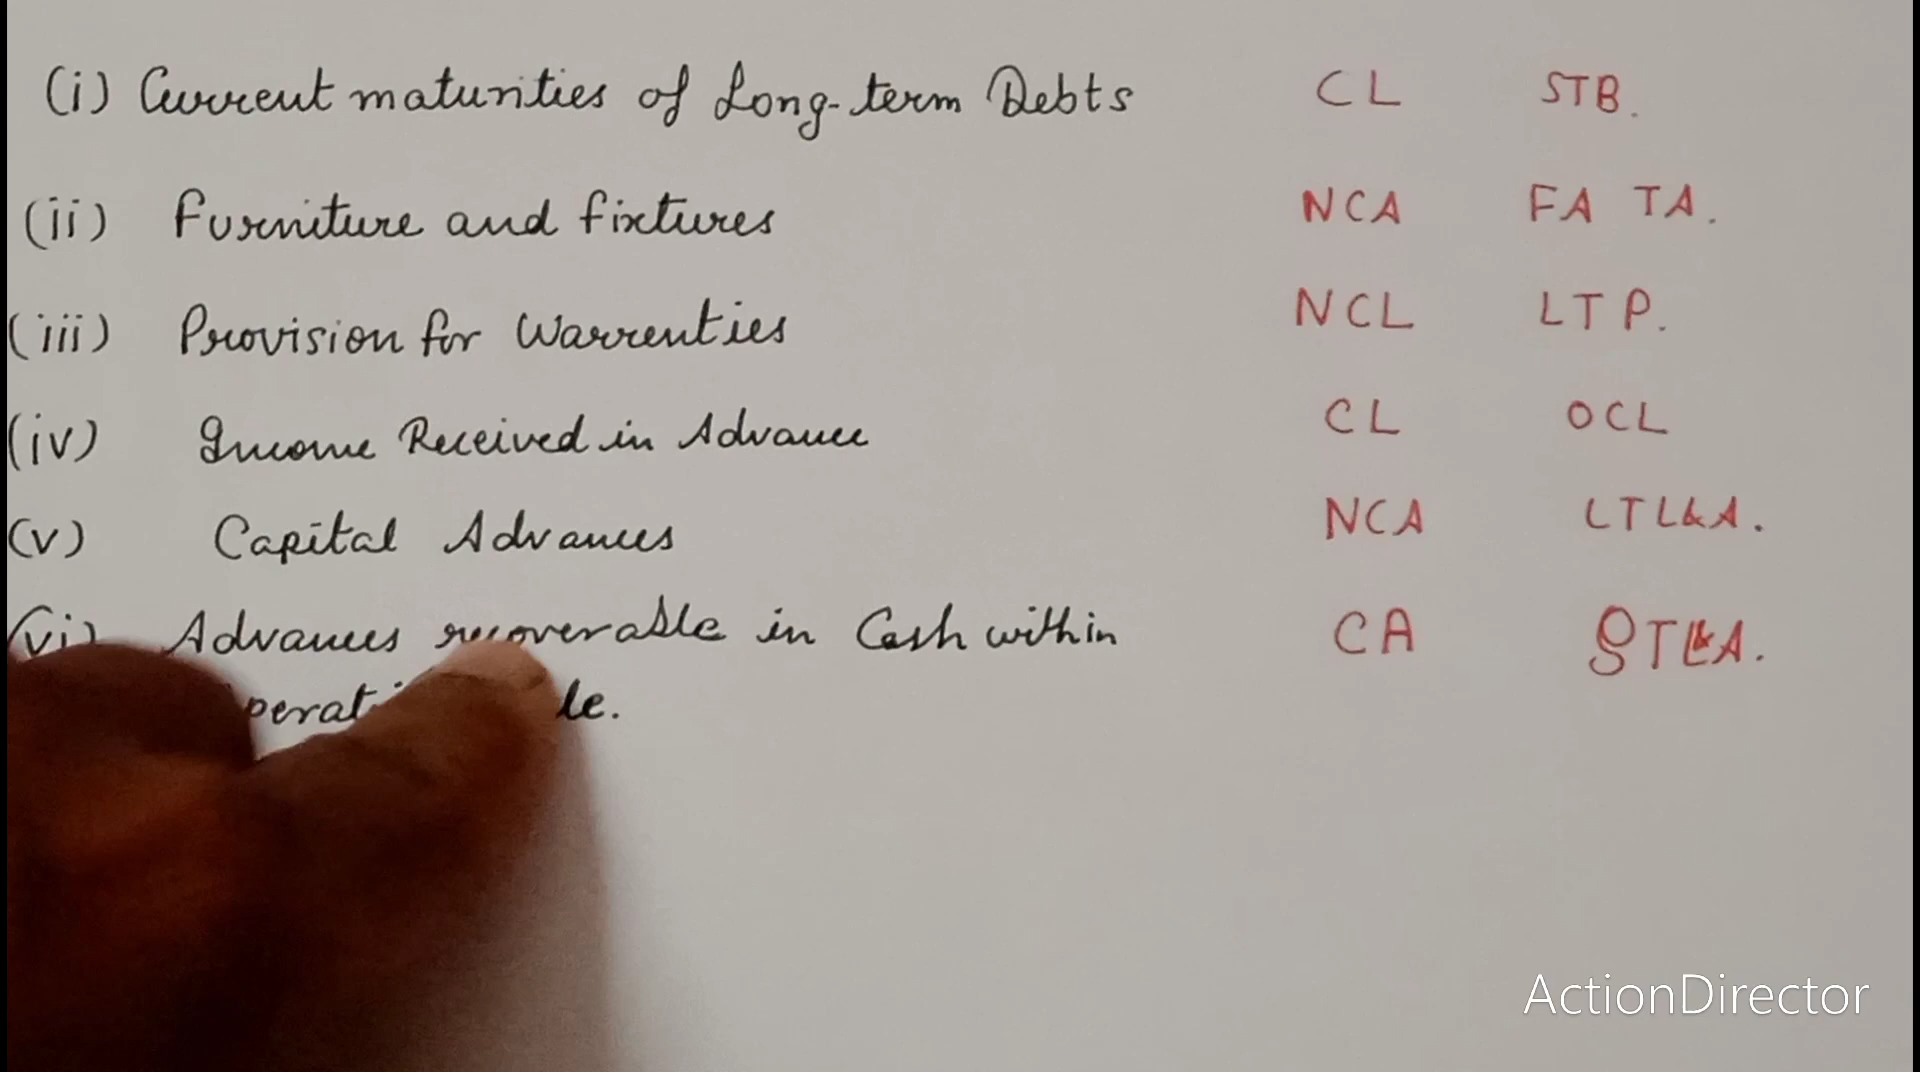 (i) Current maturities of Long-term Debts CL STB.
(ii) Furniture and fixtures NCA FA TA.
(iii) Provision for Warrenties NCL LTP.
(iv) Income Received in Advance CL OCL
(v) Capital Advances NCA LTL&A.
(vi) Advances recoverable in Cash within CA STL&A.
perati le.
ActionDirector